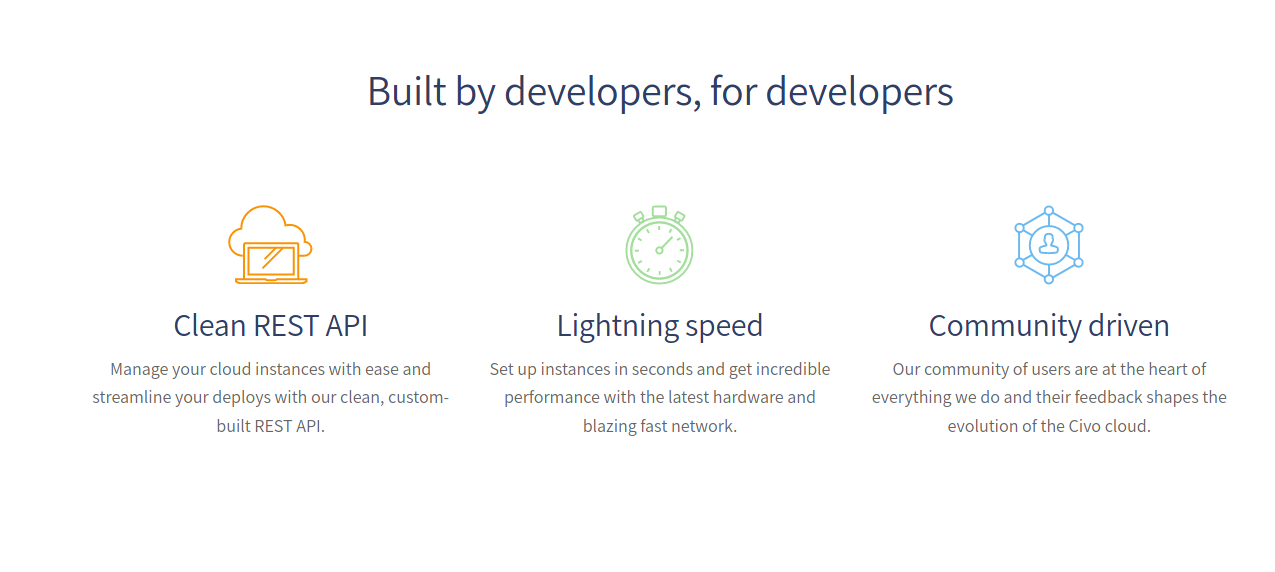 Built by developers, for developers
Clean REST API
Manage your cloud instances with ease and
streamline your deploys with our clean, custom-
built REST API.
Lightning speed
Set up instances in seconds and get incredible
performance with the latest hardware and
blazing fast network.
Community driven
Our community of users are at the heart of
everything we do and their feedback shapes the
evolution of the Civo cloud.